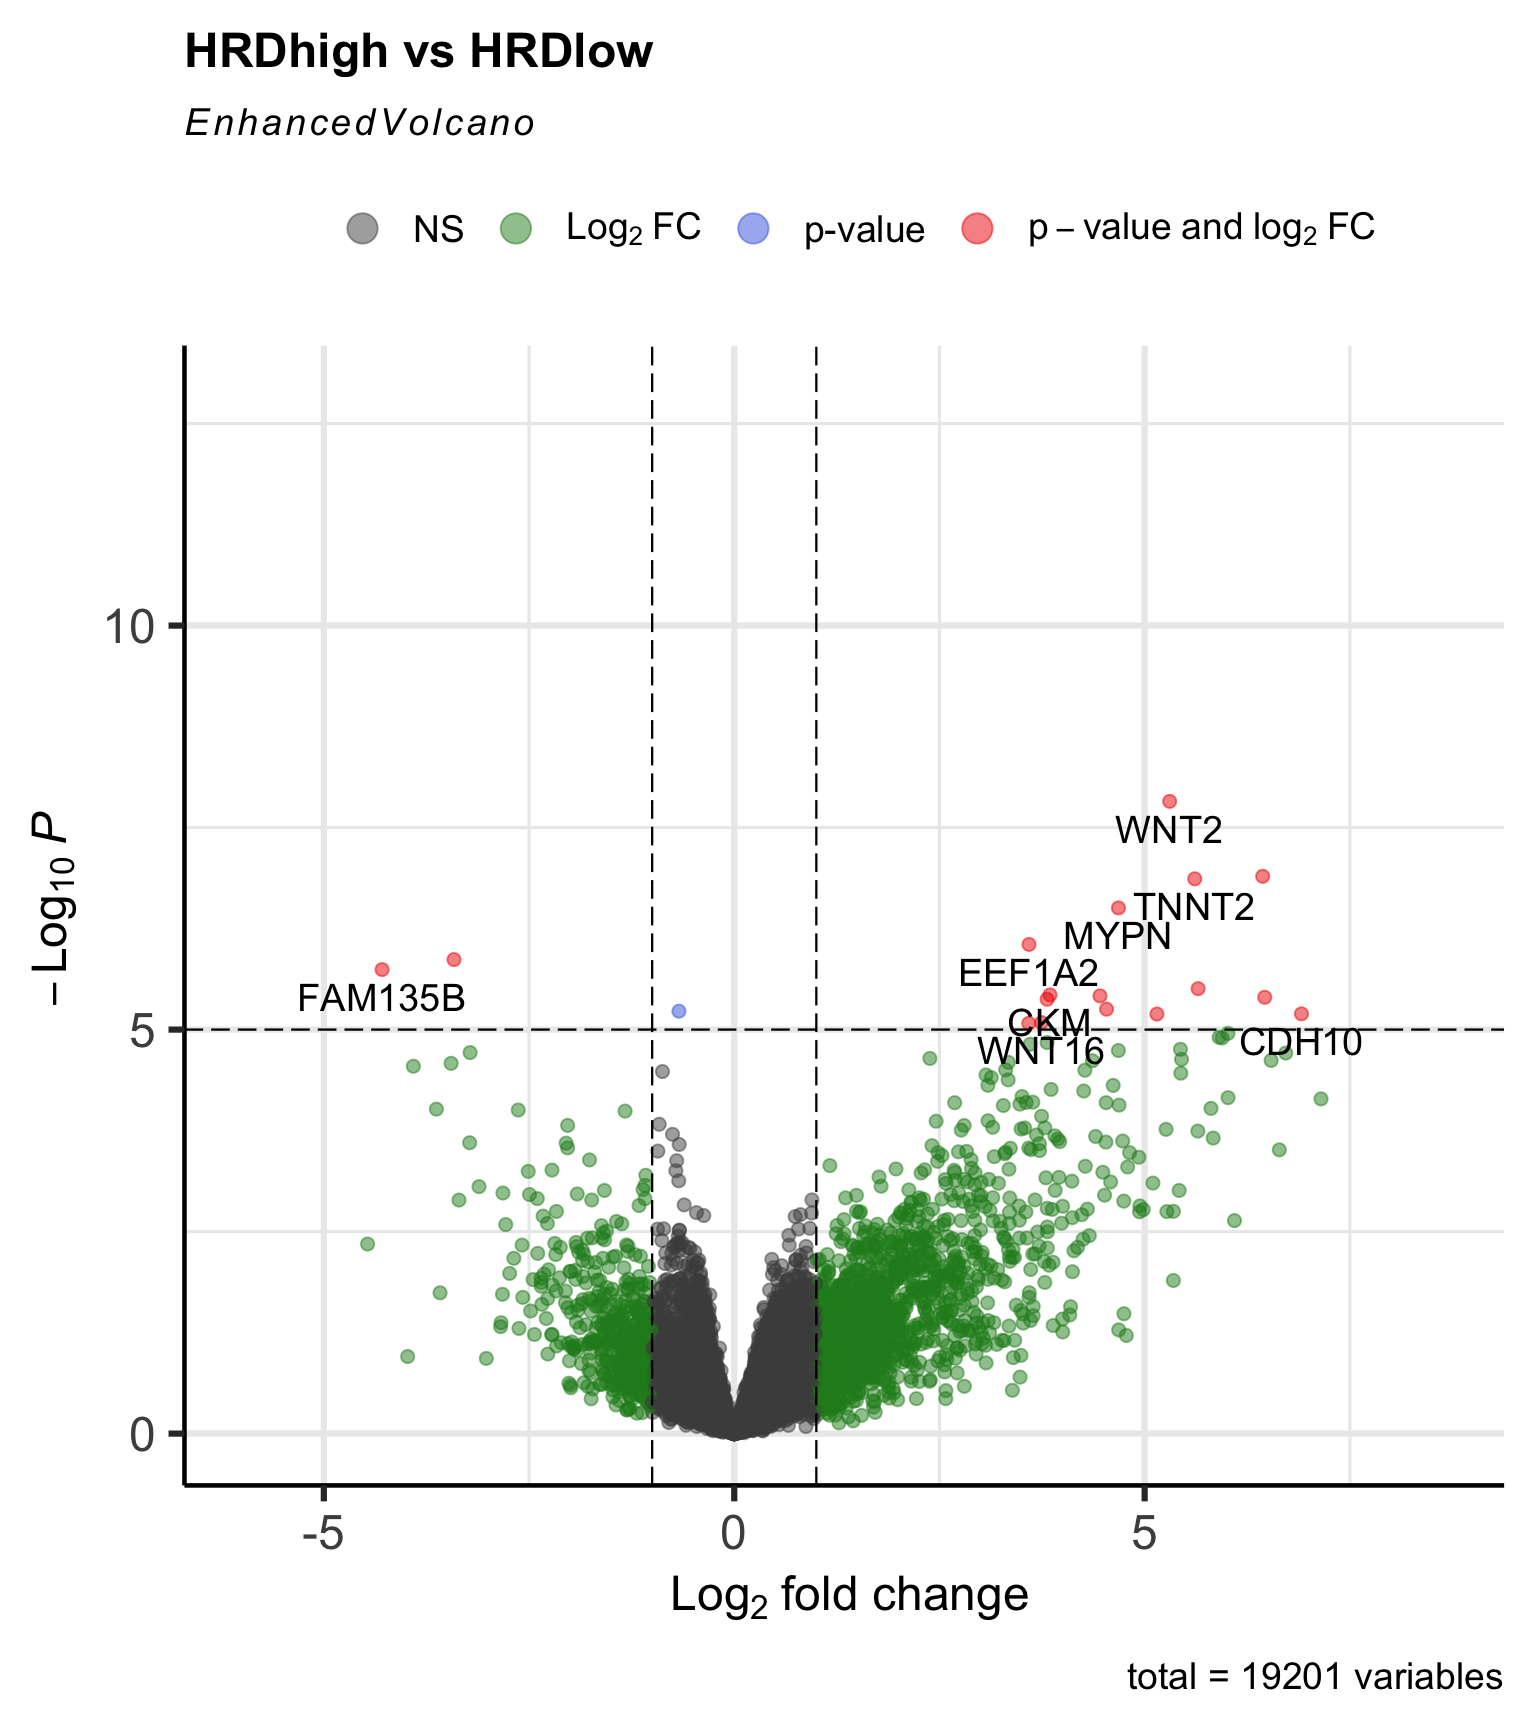 HRDhigh vs HRDlow
EnhancedVolcano
NS Log₂ FC p-value p – value and log₂ FC
10
5
0
–Log₁₀ P
WNT2
TNNT2
MYPN
EEF1A2
FAM135B
CKM
CDH10
WNT16
-5 0 5
Log₂ fold change
total = 19201 variables